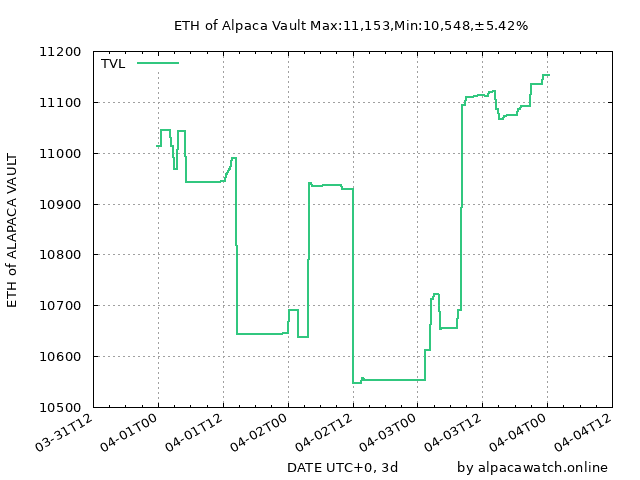 ETH of Alpaca Vault Max:11,153,Min:10,548,±5.42%
TVL
ETH of ALAPACA VAULT
11200
11100
11000
10900
10800
10700
10600
10500
03-31T12
04-01T00
04-01T12
04-02T00
04-02T12
04-03T00
04-03T12
04-04T00
04-04T12
DATE UTC+0, 3d
by alpacawatch.online